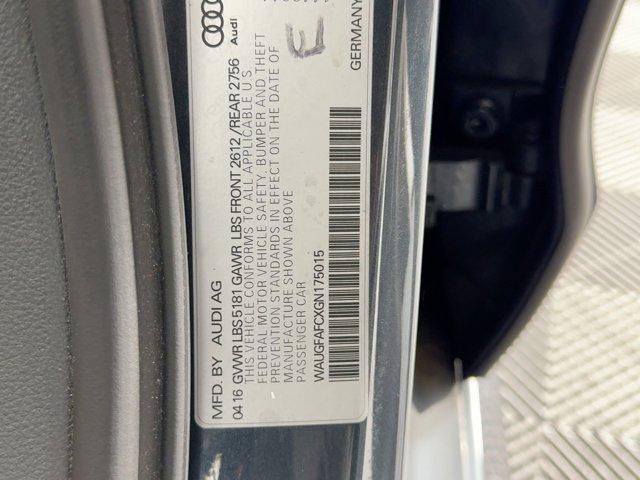 MFD. BY AUDI AG
Audi
04 16 GVWR LBS 5181 GAWR LBS FRONT 2612 /REAR 2756
THIS VEHICLE CONFORMS TO ALL APPLICABLE U'S
FEDERAL MOTOR VEHICLE SAFETY, BUMPER AND THEFT
PREVENTION STANDARDS IN EFFECT ON THE DATE OF
MANUFACTURE SHOWN ABOVE
PASSENGER CAR
E
WAUGFAFCXGN175015
GERMANY